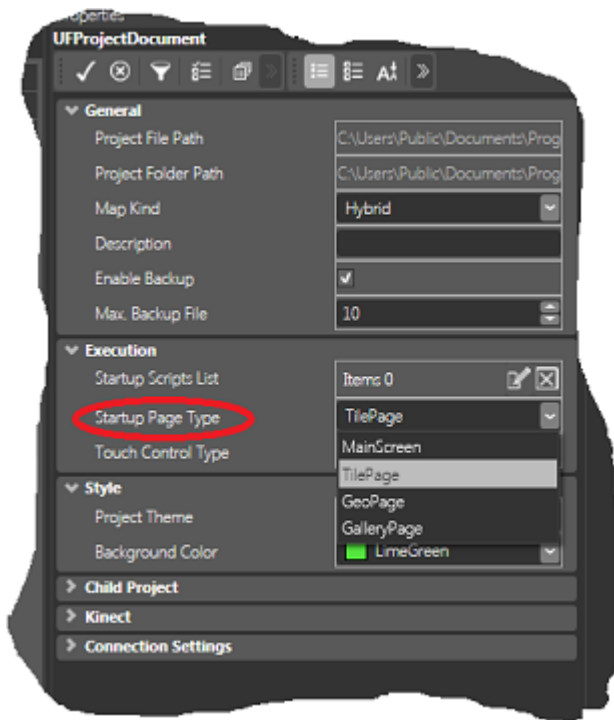 Properties
UFProjectDocument
General
Project File Path C:\Users\Public\Documents\Prog
Project Folder Path C:\Users\Public\Documents\Prog
Map Kind Hybrid
Description
Enable Backup
Max. Backup File 10
Execution
Startup Scripts List Items 0
Startup Page Type TilePage
Touch Control Type MainScreen
TilePage
Style
GeoPage
Project Theme
GalleryPage
Background Color LimeGreen
Child Project
Kinect
Connection Settings